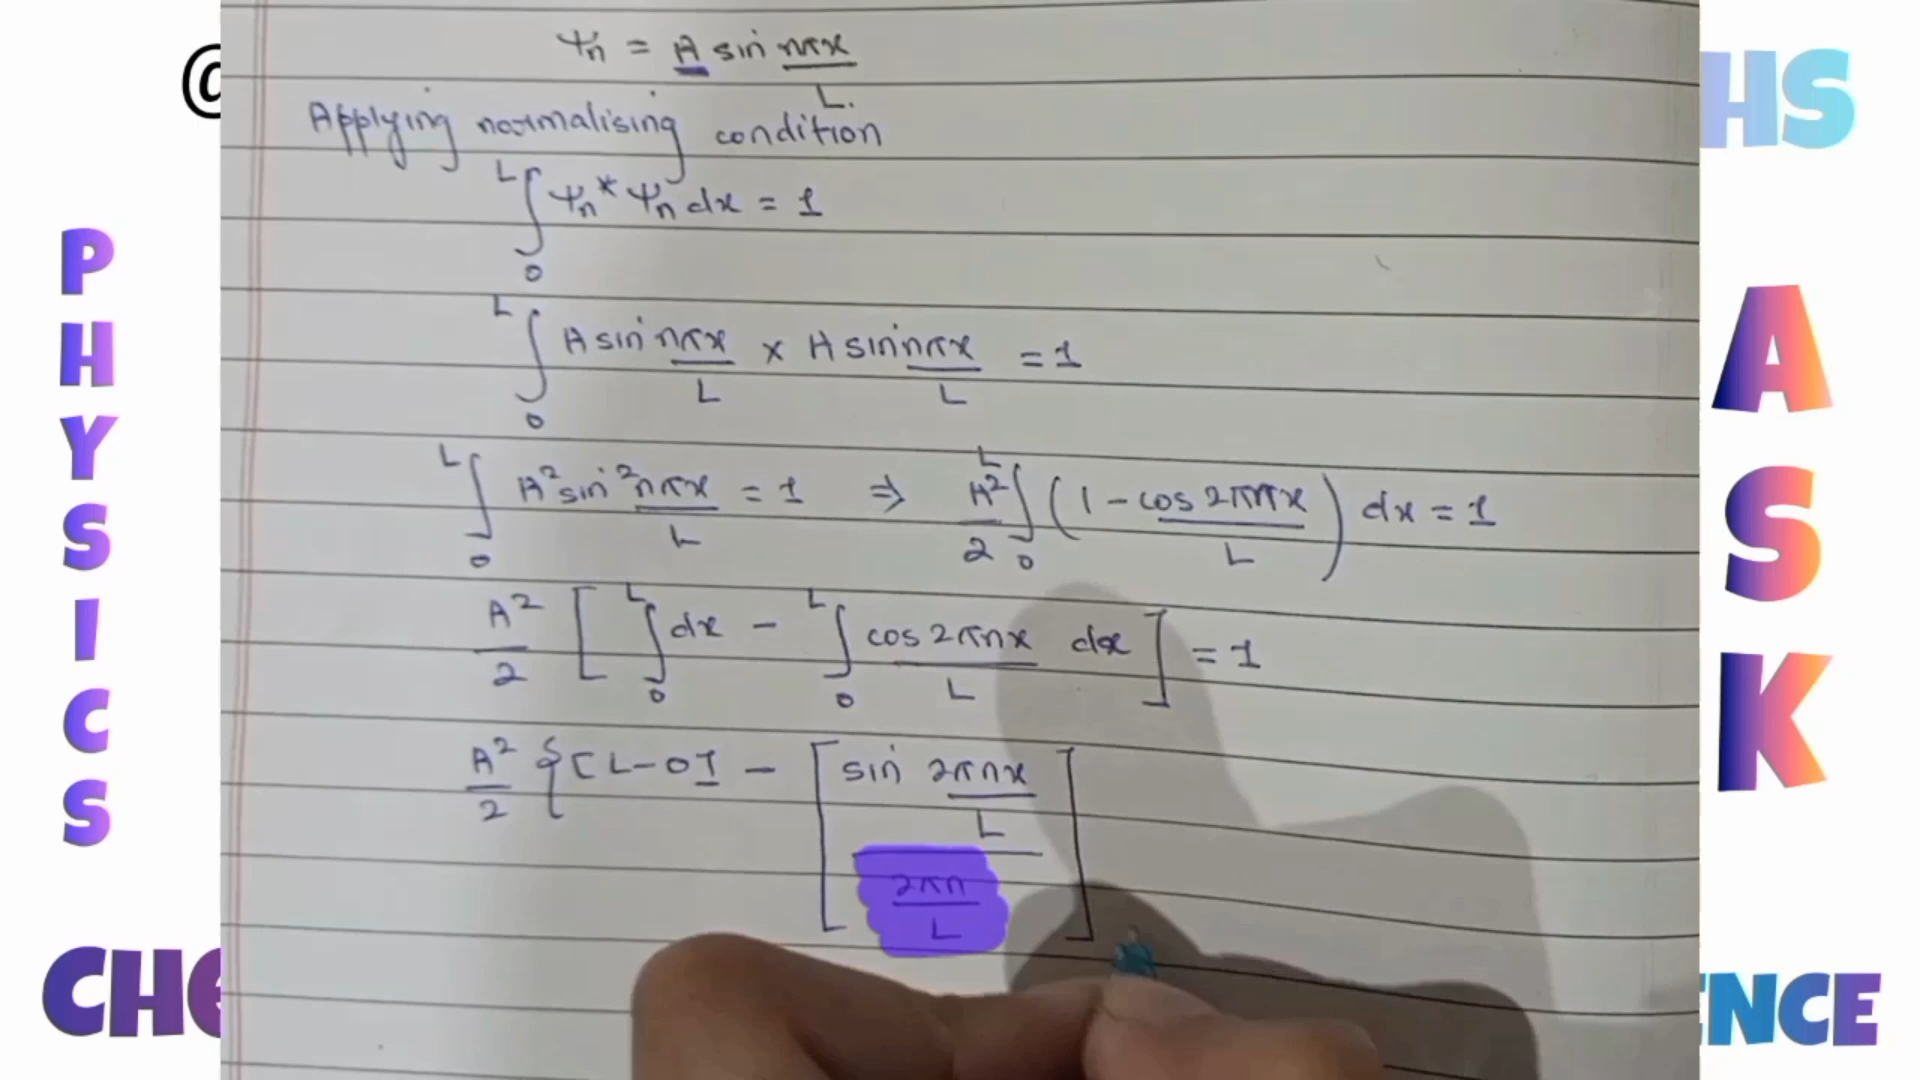 @
HS
PHYSICS
ASK
CHE
ENCE
Ψn = A sin nπx/L.
Applying normalising condition
∫₀ᴸ Ψn* Ψn dx = 1
∫₀ᴸ A sin nπx/L × A sin nπx/L = 1
∫₀ᴸ A² sin² nπx/L = 1 ⇒ A²/2 ∫₀ᴸ (1 - cos 2πnx/L) dx = 1
A²/2 [ ∫₀ᴸ dx - ∫₀ᴸ cos 2πnx/L dx ] = 1
A²/2 { [L-0] - [ sin 2πnx/L / 2πn/L ]